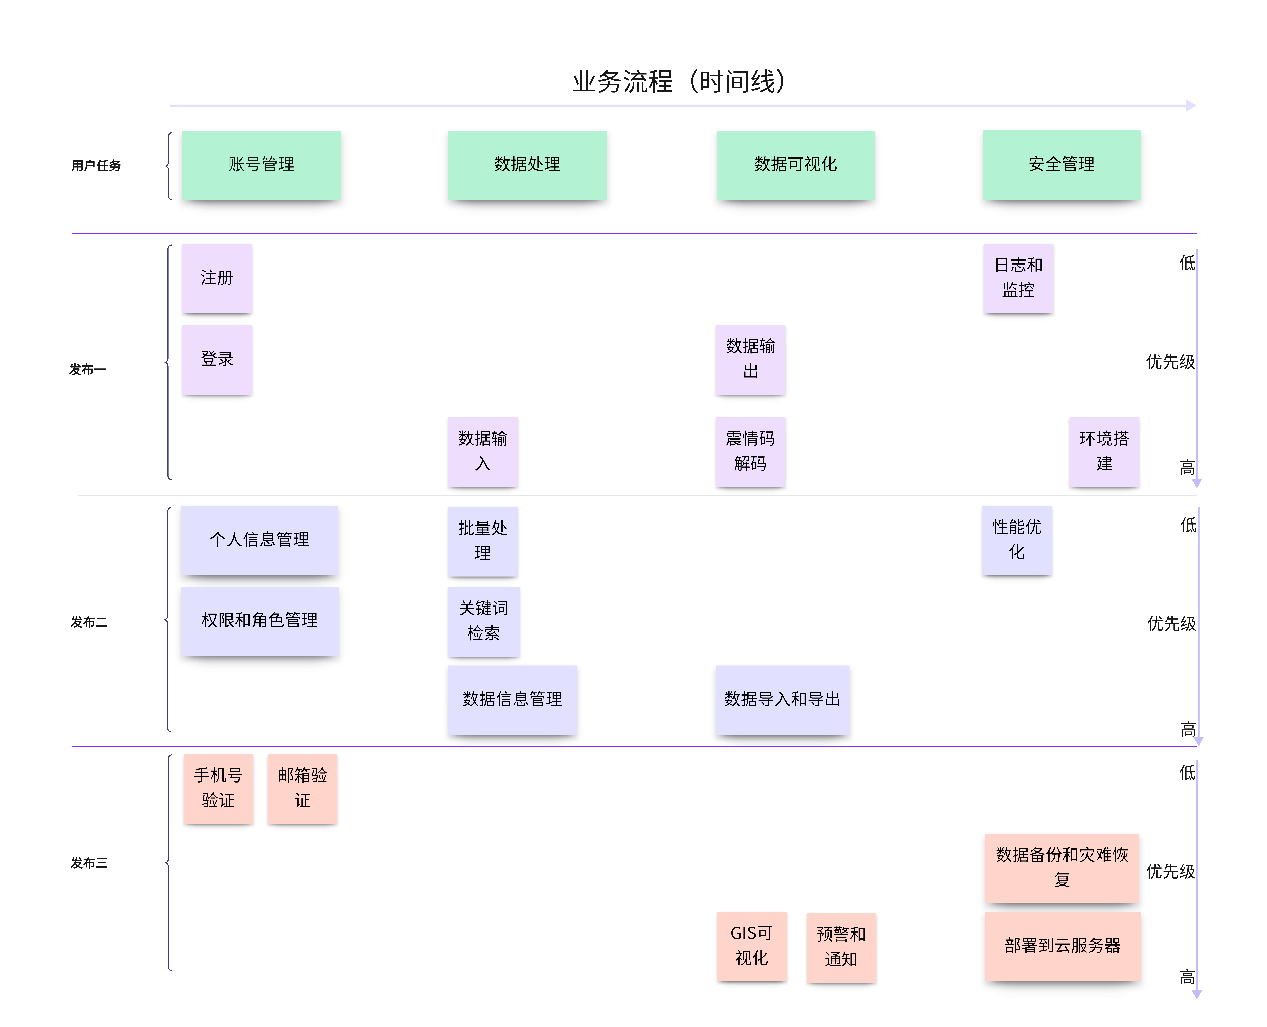 业务流程（时间线）
用户任务
账号管理
数据处理
数据可视化
安全管理
发布一
注册
日志和
监控
低
登录
数据输
出
优先级
数据输
入
震情码
解码
环境搭
建
高
发布二
个人信息管理
批量处
理
性能优
化
低
权限和角色管理
关键词
检索
优先级
数据信息管理
数据导入和导出
高
发布三
手机号
验证
邮箱验
证
低
数据备份和灾难恢
复
优先级
GIS可
视化
预警和
通知
部署到云服务器
高